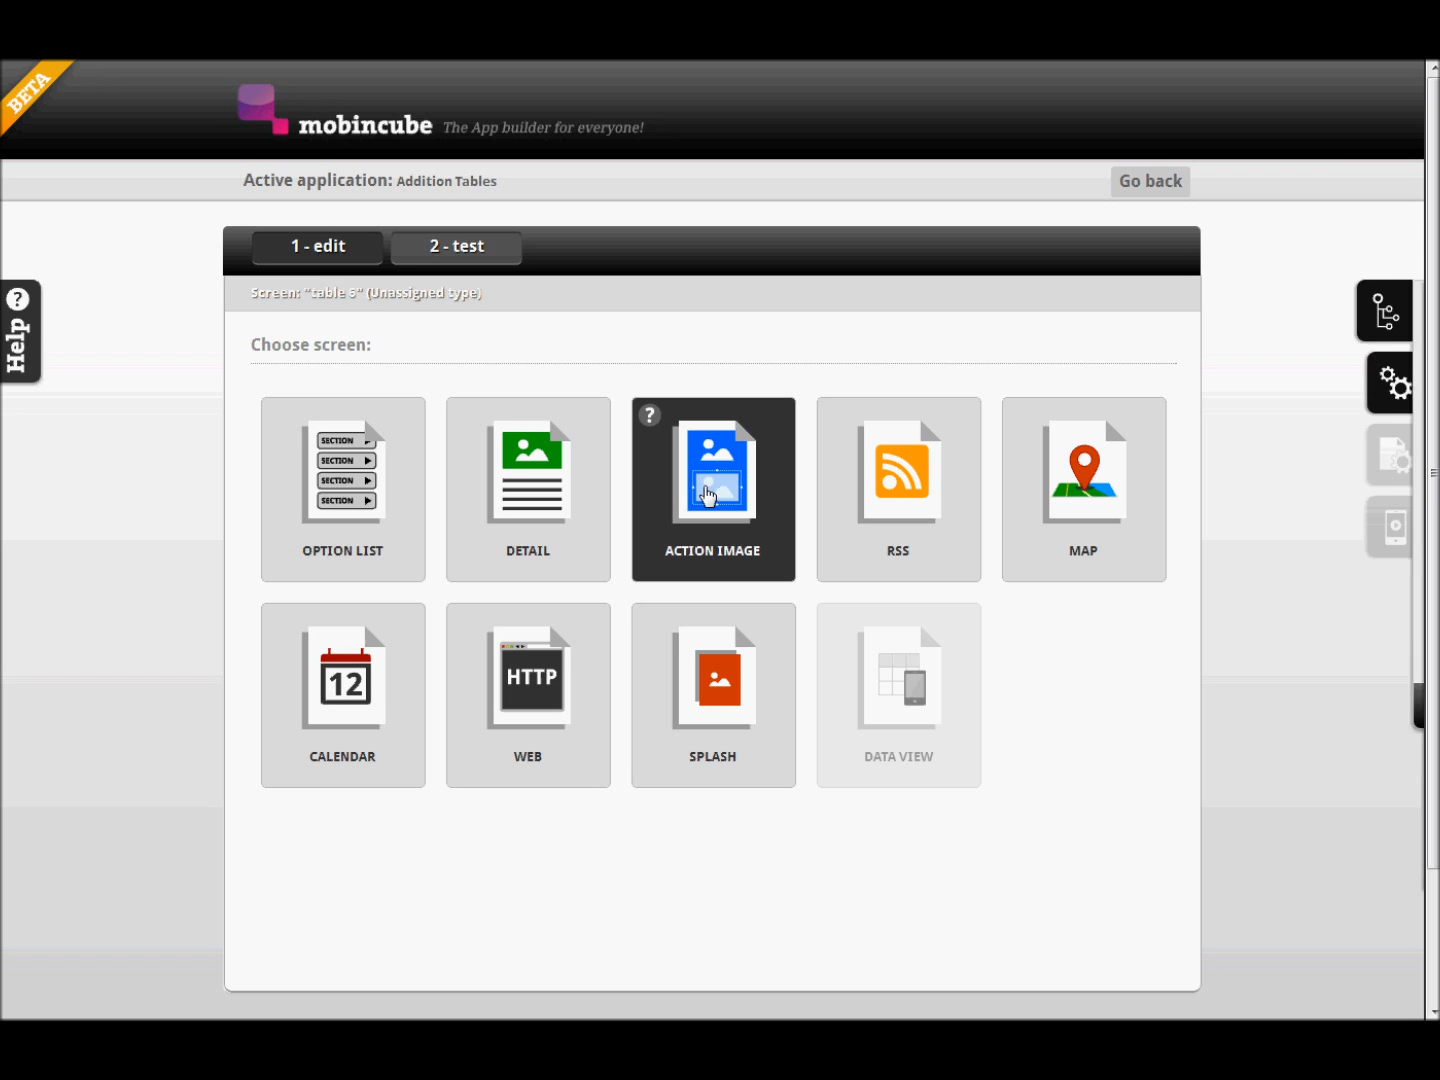 BETA
mobincube The App builder for everyone!
Active application: Addition Tables
Go back
1 - edit
2 - test
Help ?
Screen: "table 6" (Unassigned type)
Choose screen:
SECTION
SECTION
SECTION
SECTION
OPTION LIST
DETAIL
?
ACTION IMAGE
RSS
MAP
12
CALENDAR
HTTP
WEB
SPLASH
DATA VIEW